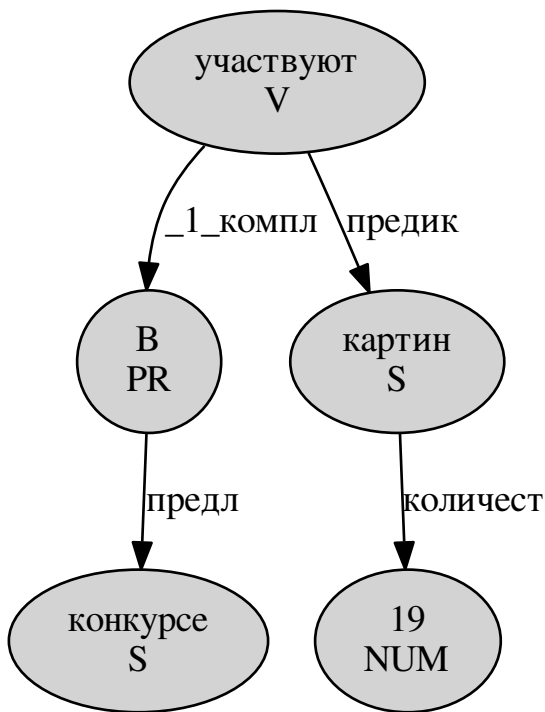 участвуют
V
_1_компл
предик
В
PR
картин
S
предл
количест
конкурсе
S
19
NUM